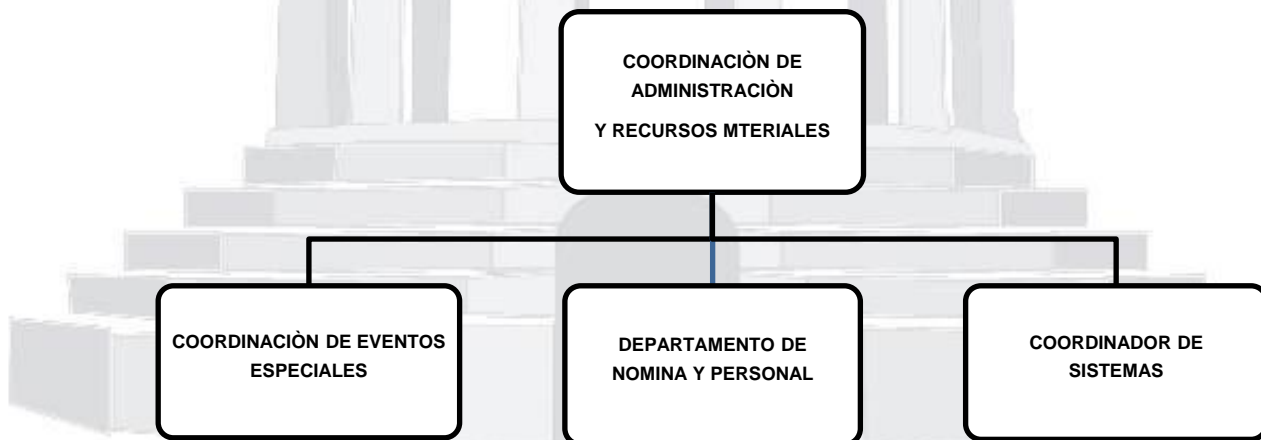 COORDINACIÒN DE
ADMINISTRACIÒN
Y RECURSOS MTERIALES
COORDINACIÒN DE EVENTOS
ESPECIALES
DEPARTAMENTO DE
NOMINA Y PERSONAL
COORDINADOR DE
SISTEMAS